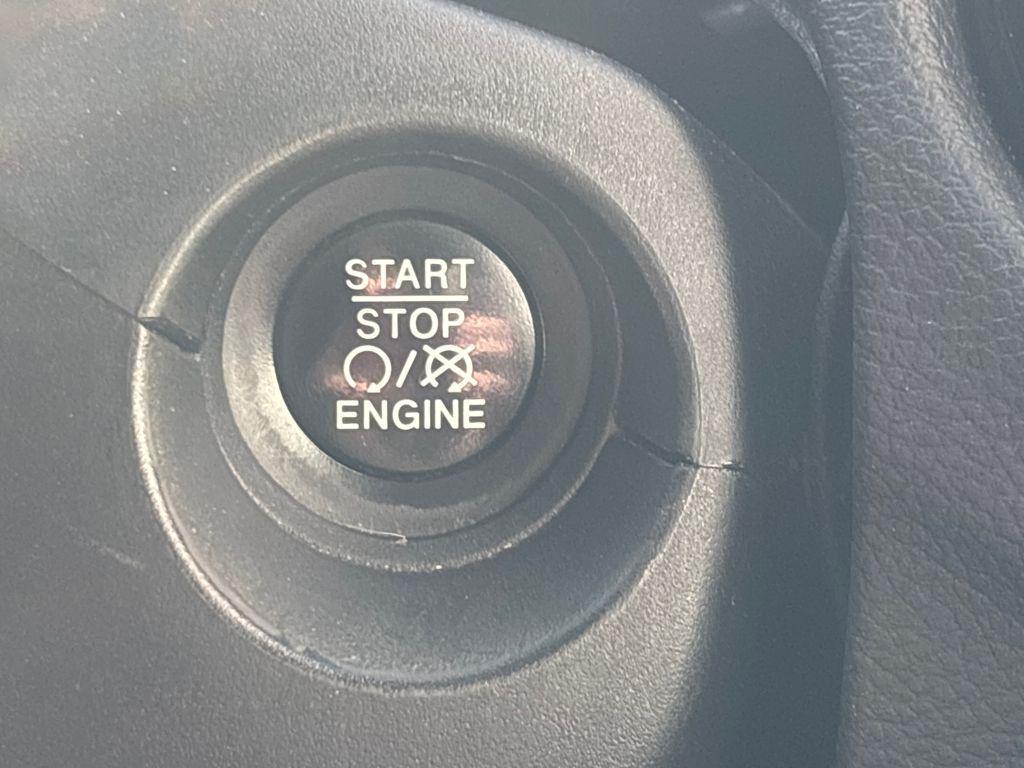 START
STOP
/
ENGINE